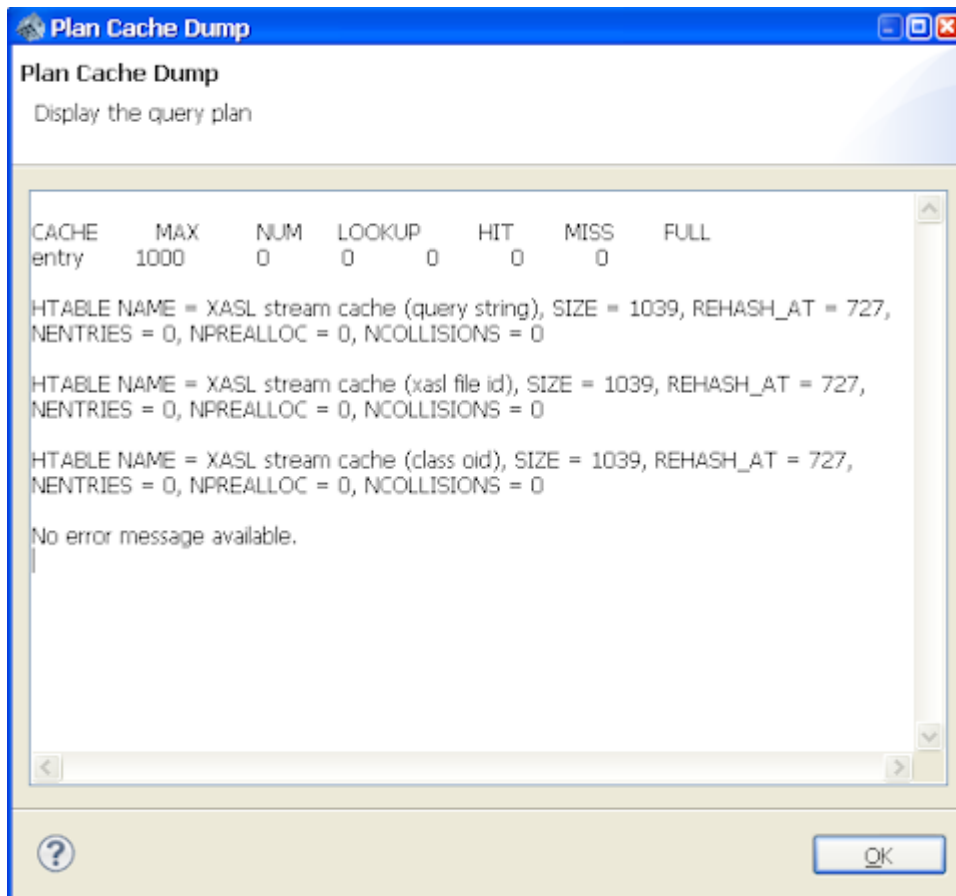 Plan Cache Dump
Plan Cache Dump
Display the query plan
CACHE MAX NUM LOOKUP HIT MISS FULL
entry 1000 0 0 0 0 0
HTABLE NAME = XASL stream cache (query string), SIZE = 1039, REHASH_AT = 727,
NENTRIES = 0, NPREALLOC = 0, NCOLLISIONS = 0
HTABLE NAME = XASL stream cache (xasl file id), SIZE = 1039, REHASH_AT = 727,
NENTRIES = 0, NPREALLOC = 0, NCOLLISIONS = 0
HTABLE NAME = XASL stream cache (class oid), SIZE = 1039, REHASH_AT = 727,
NENTRIES = 0, NPREALLOC = 0, NCOLLISIONS = 0
No error message available.
?
OK